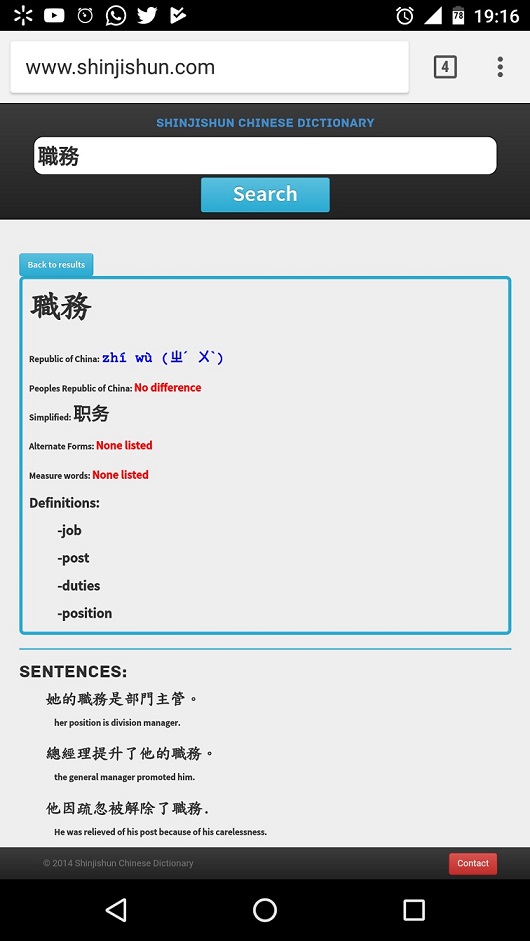 78 19:16
www.shinjishun.com
4
SHINJISHUN CHINESE DICTIONARY
職務
Search
Back to results
職務
Republic of China: zhí wù (ㄓˊ ㄨˋ)
Peoples Republic of China: No difference
Simplified: 职务
Alternate Forms: None listed
Measure words: None listed
Definitions:
-job
-post
-duties
-position
SENTENCES:
她的職務是部門主管。
her position is division manager.
總經理提升了他的職務。
the general manager promoted him.
他因疏忽被解除了職務.
He was relieved of his post because of his carelessness.
© 2014 Shinjishun Chinese Dictionary
Contact